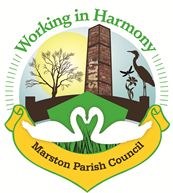 Working in Harmony
SALT
Marston Parish Council